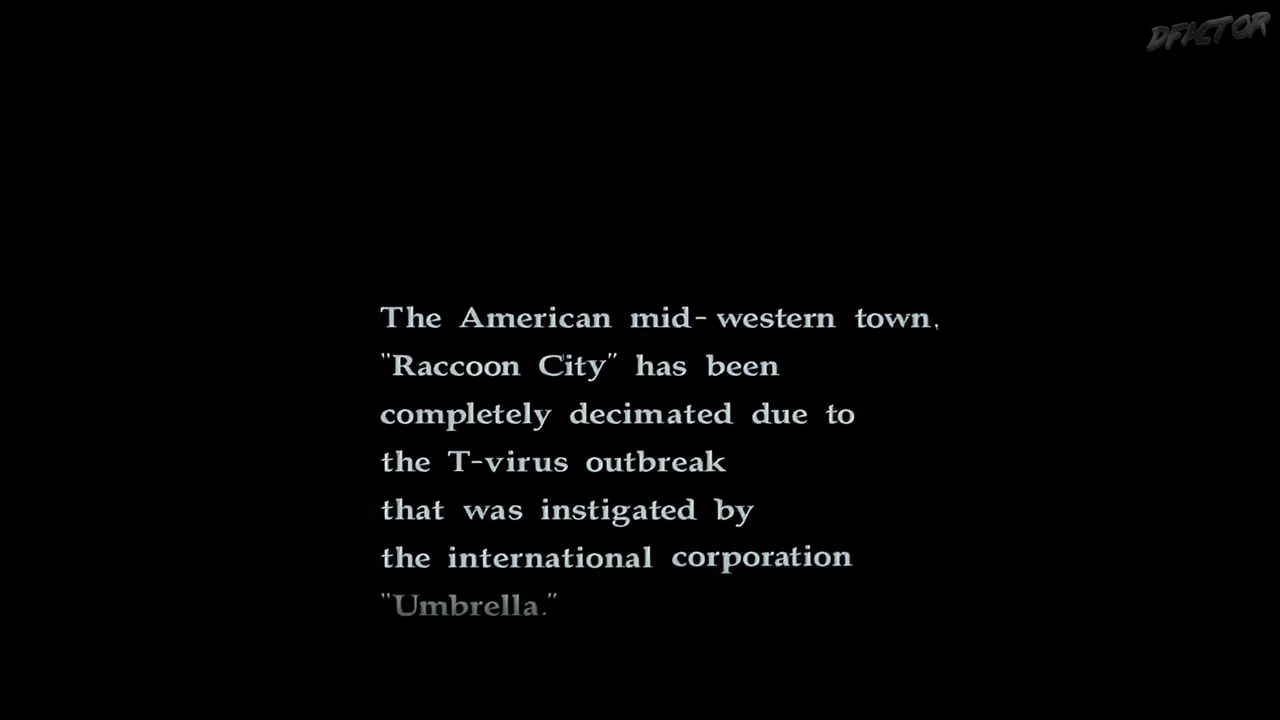 DFACTOR
The American mid-western town,
"Raccoon City" has been
completely decimated due to
the T-virus outbreak
that was instigated by
the international corporation
"Umbrella."